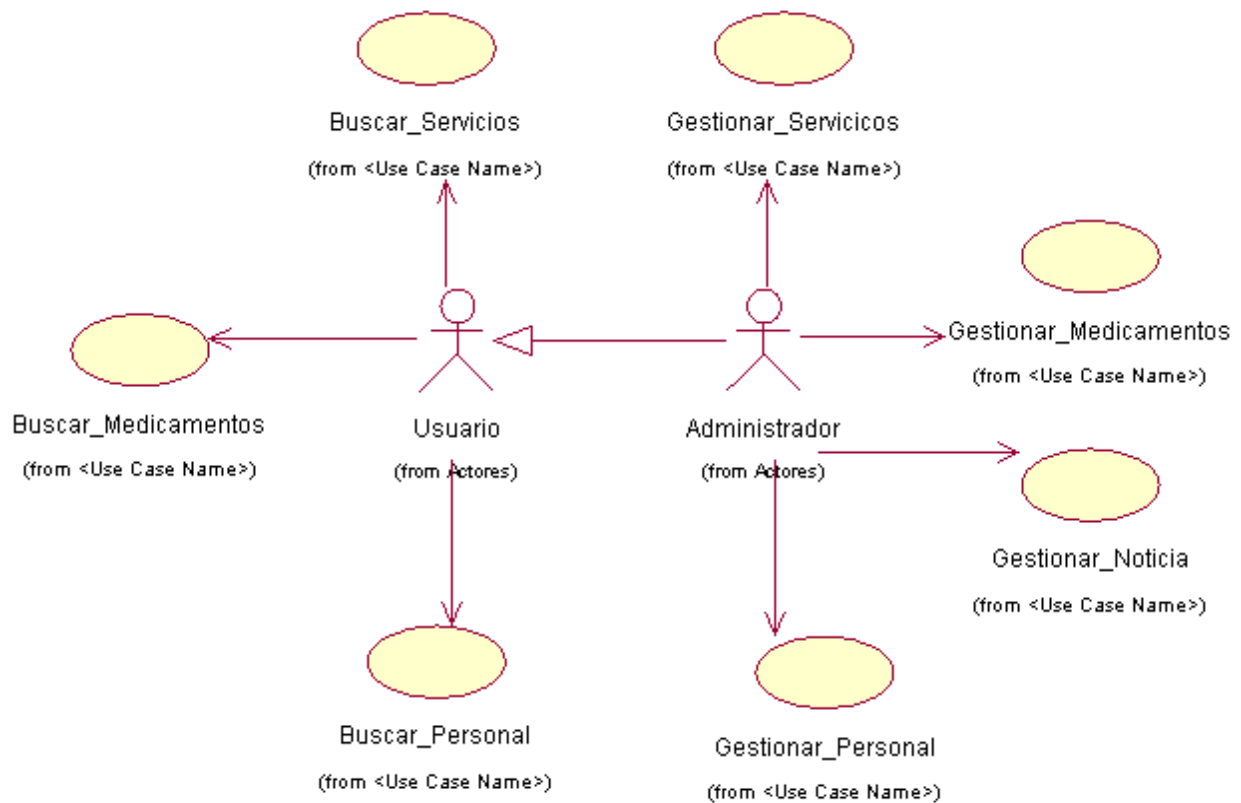 Buscar_Servicios
(from <Use Case Name>)
Gestionar_Servicicos
(from <Use Case Name>)
Gestionar_Medicamentos
(from <Use Case Name>)
Buscar_Medicamentos
(from <Use Case Name>)
Usuario
(from Actores)
Administrador
(from Actores)
Gestionar_Noticia
(from <Use Case Name>)
Buscar_Personal
(from <Use Case Name>)
Gestionar_Personal
(from <Use Case Name>)